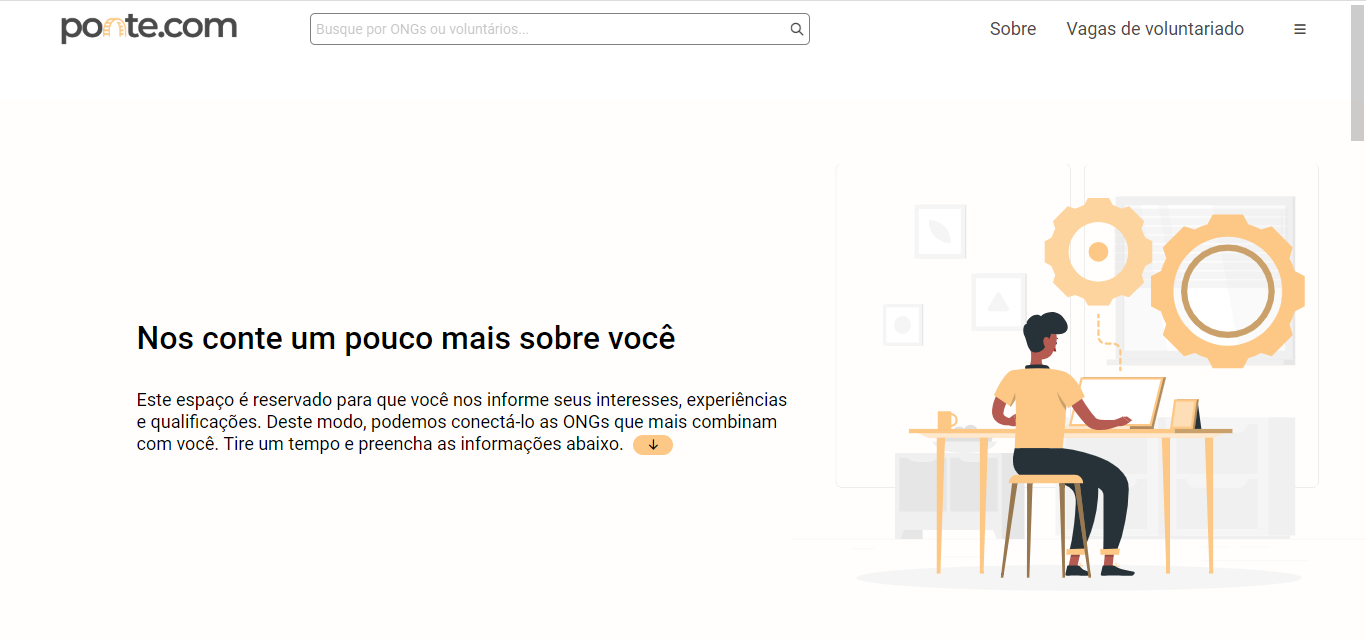 ponte.com
Busque por ONGs ou voluntários...
Sobre
Vagas de voluntariado
Nos conte um pouco mais sobre você
Este espaço é reservado para que você nos informe seus interesses, experiências
e qualificações. Deste modo, podemos conectá-lo as ONGs que mais combinam
com você. Tire um tempo e preencha as informações abaixo.